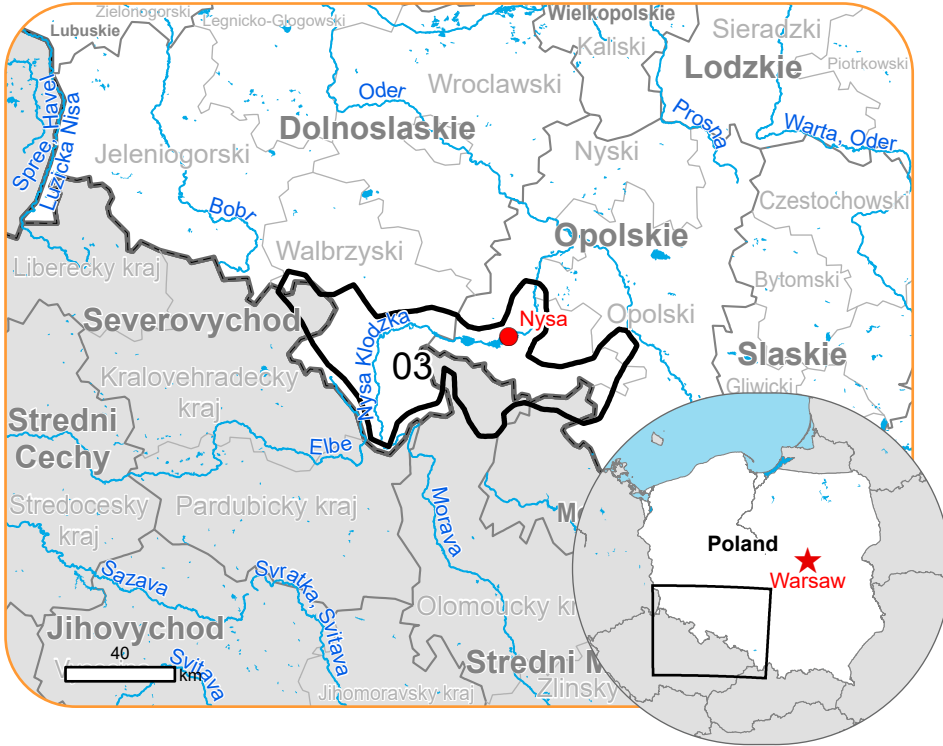 Zielonogorski
Lubuskie
Legnicko-Glogowski
Wielkopolskie
Kaliski
Sieradzki
Piotrkowski
Lodzkie
Wroclawski
Oder
Prosna
Warta, Oder
Spree, Havel
Luzicka Nisa
Dolnoslaskie
Jeleniogorski
Nyski
Czestochowski
Bobr
Walbrzyski
Opolskie
Liberecky kraj
Bytomski
Severovychod
Nysa Klodzka
Nysa
Opolski
Slaskie
03
Kralovehradecky
kraj
Gliwicki
Stredni
Cechy
Elbe
Stredocesky
kraj
Pardubicky kraj
Morava
Poland
Warsaw
Sazava
Svratka, Svitava
Olomoucky
Jihovychod
Svitava
Stredni
Zlinsky
Jihomoravsky kraj
40
km